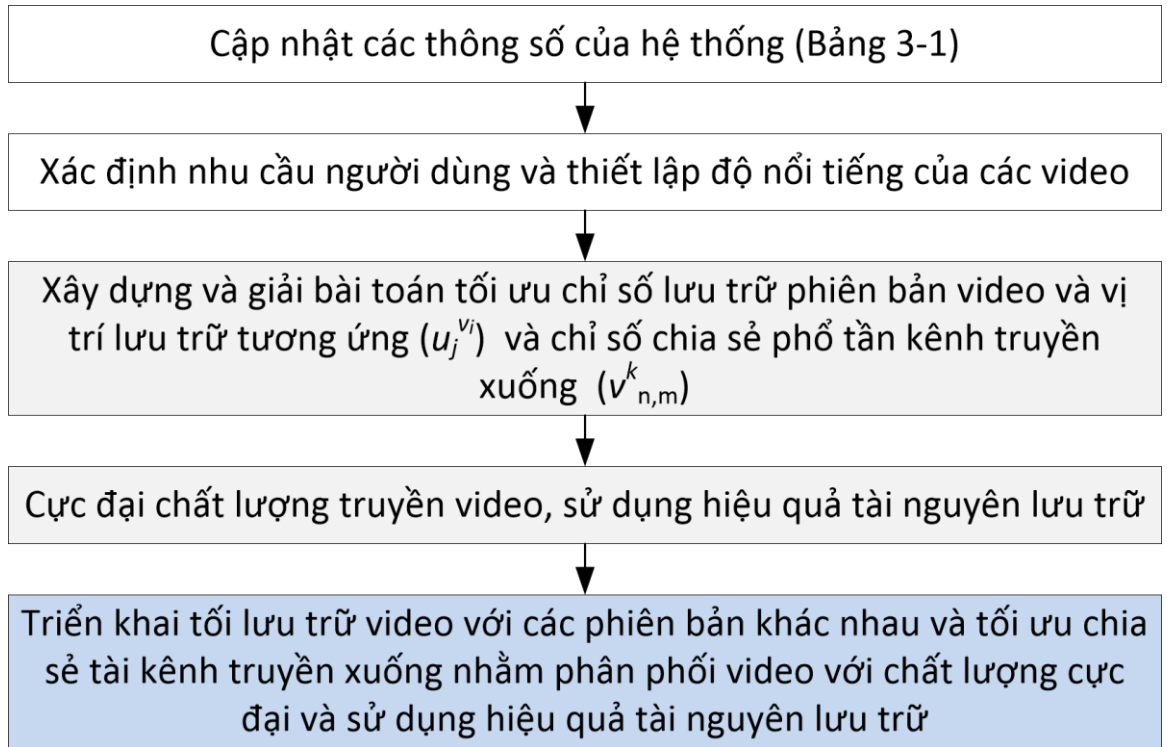 Cập nhật các thông số của hệ thống (Bảng 3-1)
Xác định nhu cầu người dùng và thiết lập độ nổi tiếng của các video
Xây dựng và giải bài toán tối ưu chỉ số lưu trữ phiên bản video và vị
trí lưu trữ tương ứng (u_j^{v_i}) và chỉ số chia sẻ phổ tần kênh truyền
xuống (v^k_{n,m})
Cực đại chất lượng truyền video, sử dụng hiệu quả tài nguyên lưu trữ
Triển khai tối lưu trữ video với các phiên bản khác nhau và tối ưu chia
sẻ tài kênh truyền xuống nhằm phân phối video với chất lượng cực
đại và sử dụng hiệu quả tài nguyên lưu trữ